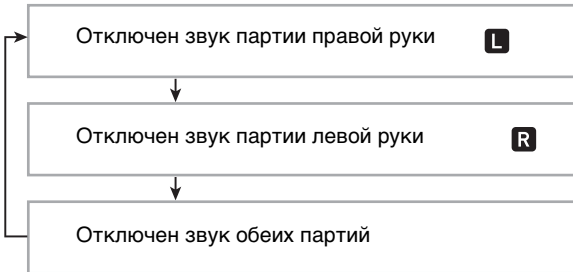 Отключен звук партии правой руки L
Отключен звук партии левой руки R
Отключен звук обеих партий